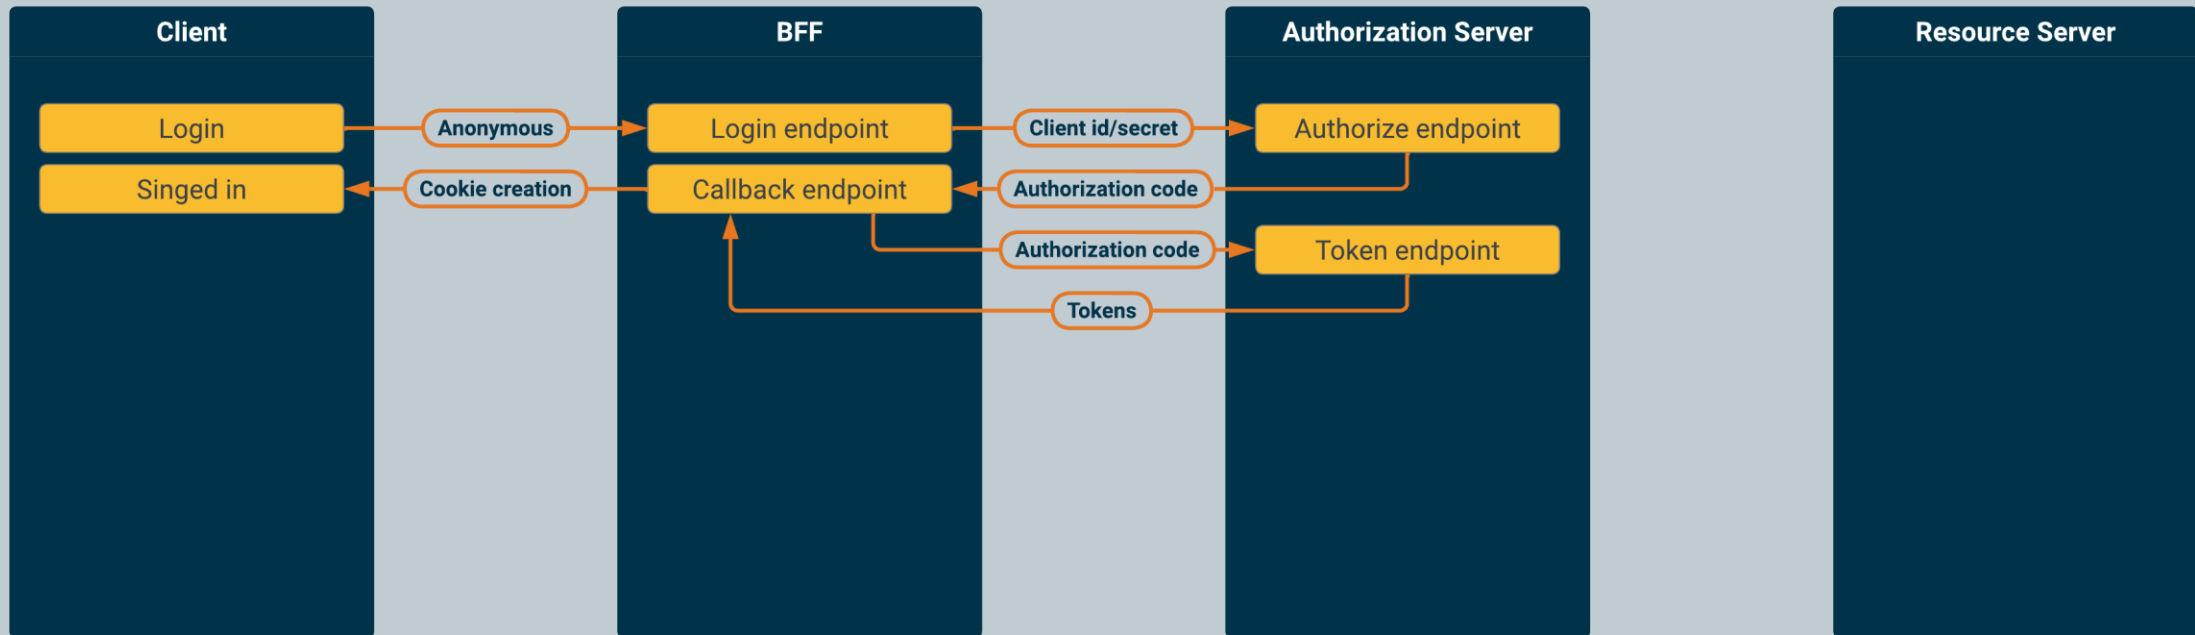 Client
BFF
Authorization Server
Resource Server
Login
Anonymous
Login endpoint
Client id/secret
Authorize endpoint
Singed in
Cookie creation
Callback endpoint
Authorization code
Authorization code
Token endpoint
Tokens